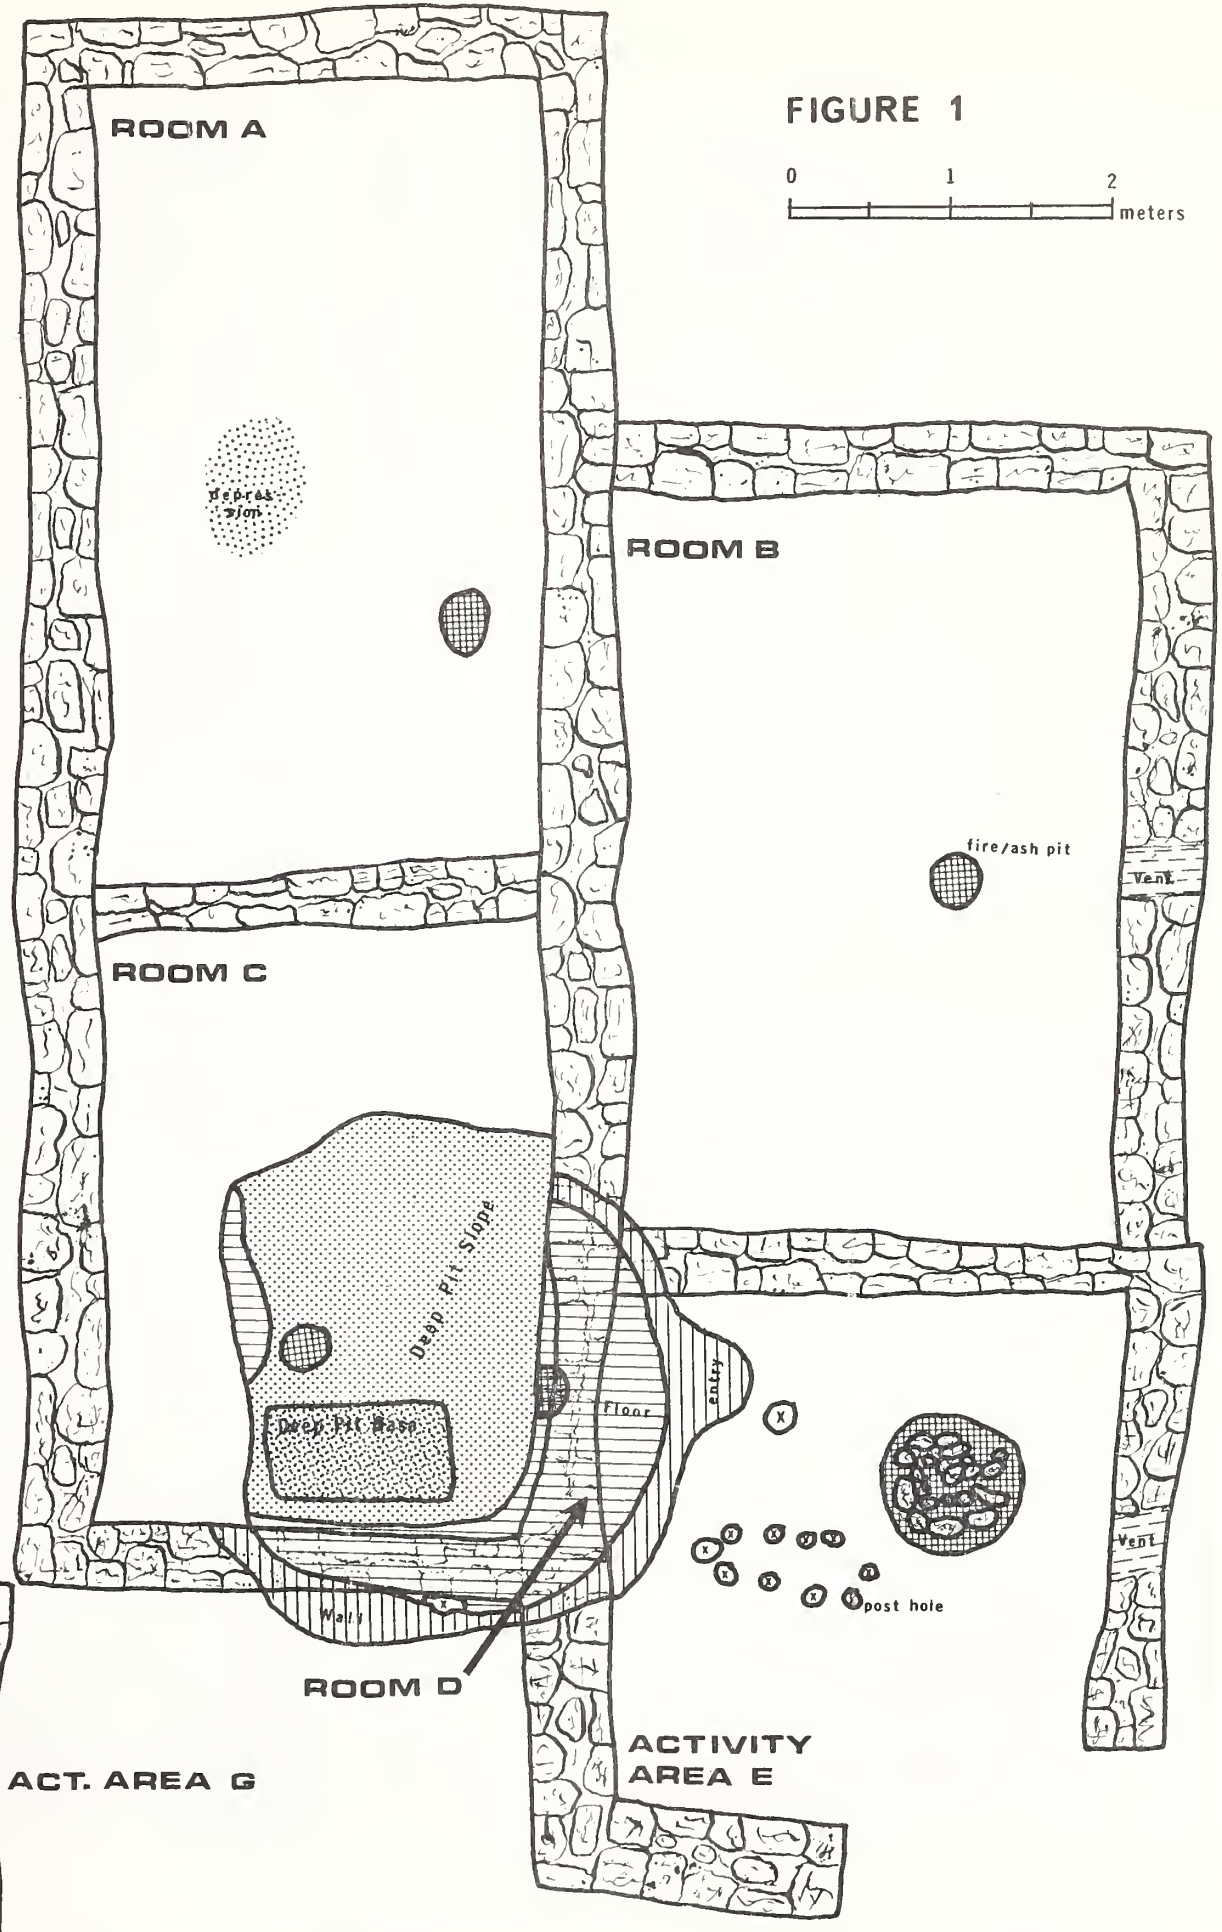 FIGURE 1
0 1 2
meters
ROOM A
depres-
sion
ROOM B
fire/ash pit
Vent
ROOM C
Deep Pit Slope
Deep Pit Base
entry
Floor
x
x
x
x
x
x
x
x
x
x
x
x
Vent
post hole
Wall
ROOM D
ACTIVITY
AREA E
ACT. AREA G